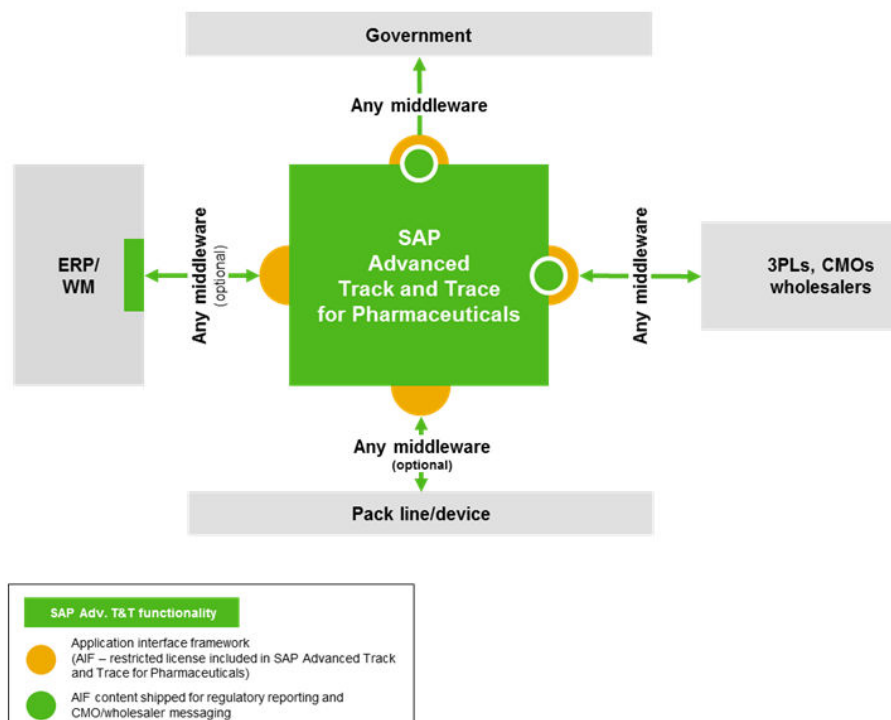 Government
Any middleware
ERP/
WM
Any middleware
(optional)
SAP
Advanced
Track and Trace
for Pharmaceuticals
Any middleware
3PLs, CMOs
wholesalers
Any middleware
(optional)
Pack line/device
SAP Adv. T&T functionality
Application interface framework
(AIF – restricted license included in SAP Advanced Track
and Trace for Pharmaceuticals)
AIF content shipped for regulatory reporting and
CMO/wholesaler messaging